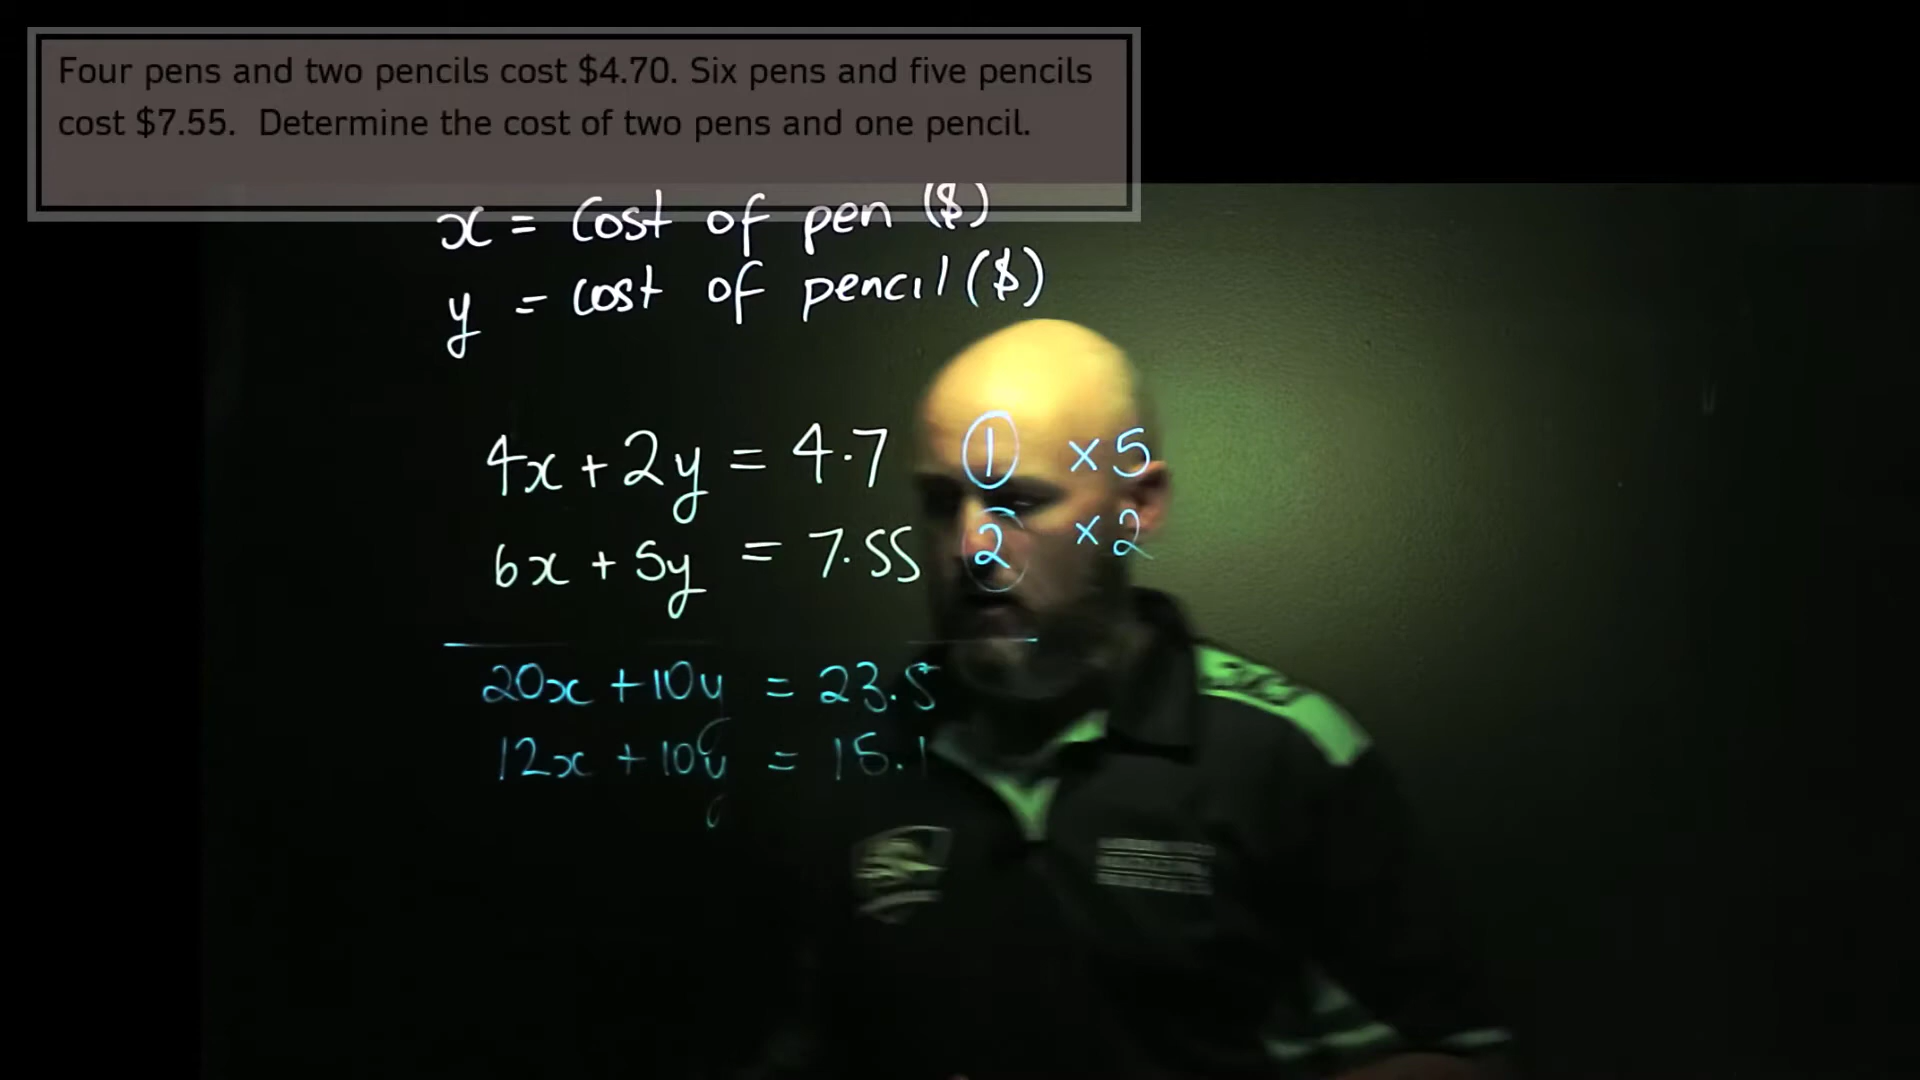 Four pens and two pencils cost $4.70. Six pens and five pencils
cost $7.55. Determine the cost of two pens and one pencil.
x = cost of pen ($)
y = cost of pencil ($)
4x + 2y = 4.7 ① × 5
6x + 5y = 7.55 ② × 2
20x + 10y = 23.5
12x + 10y = 15.1